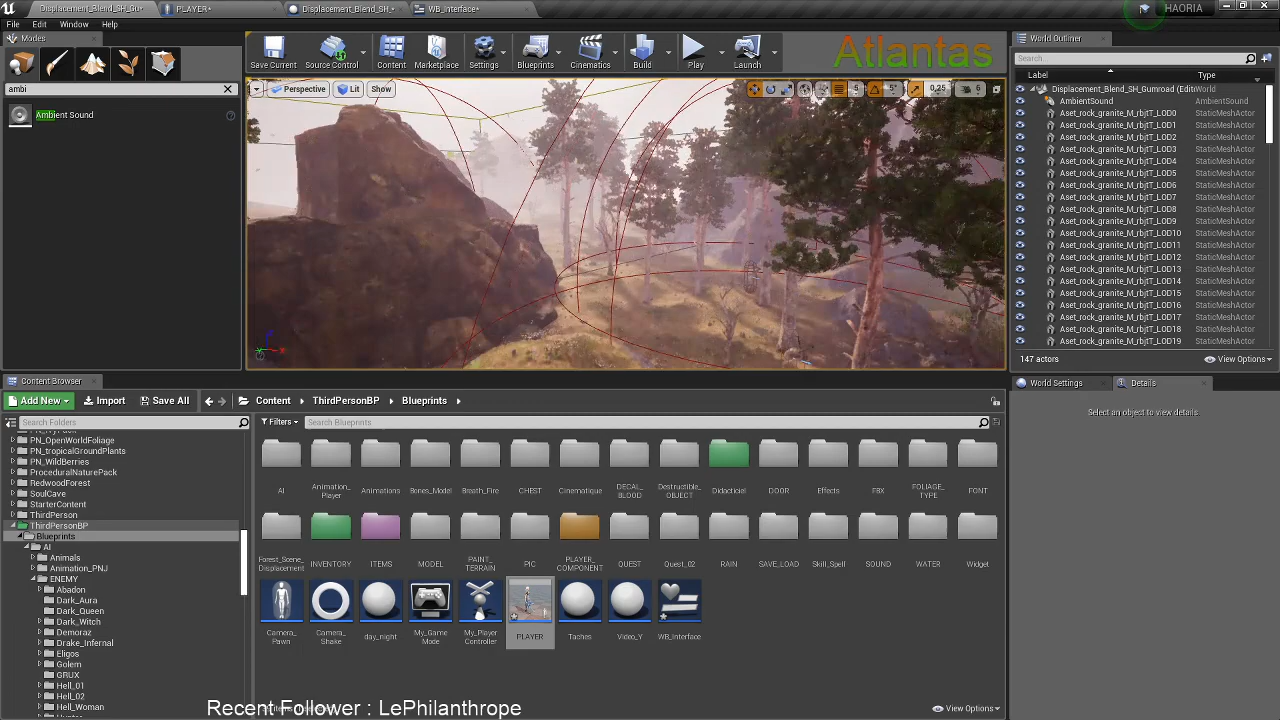 Displacement_Blend_SH_Gu*
PLAYER*
Displacement_Blend_SH_*
WB_Interface*
HAORIA
File Edit Window Help
Modes
ambi
Ambient Sound
Save Current
Source Control
Content
Marketplace
Settings
Blueprints
Cinematics
Build
Play
Launch
Atlantas
Perspective
Lit
Show
5
5°
0.25
6
World Outliner
Search...
Label
Type
Displacement_Blend_SH_Gumroad (Edito World
AmbientSound AmbientSound
Aset_rock_granite_M_rbjtT_LOD0 StaticMeshActor
Aset_rock_granite_M_rbjtT_LOD1 StaticMeshActor
Aset_rock_granite_M_rbjtT_LOD2 StaticMeshActor
Aset_rock_granite_M_rbjtT_LOD3 StaticMeshActor
Aset_rock_granite_M_rbjtT_LOD4 StaticMeshActor
Aset_rock_granite_M_rbjtT_LOD5 StaticMeshActor
Aset_rock_granite_M_rbjtT_LOD6 StaticMeshActor
Aset_rock_granite_M_rbjtT_LOD7 StaticMeshActor
Aset_rock_granite_M_rbjtT_LOD8 StaticMeshActor
Aset_rock_granite_M_rbjtT_LOD9 StaticMeshActor
Aset_rock_granite_M_rbjtT_LOD10 StaticMeshActor
Aset_rock_granite_M_rbjtT_LOD11 StaticMeshActor
Aset_rock_granite_M_rbjtT_LOD12 StaticMeshActor
Aset_rock_granite_M_rbjtT_LOD13 StaticMeshActor
Aset_rock_granite_M_rbjtT_LOD14 StaticMeshActor
Aset_rock_granite_M_rbjtT_LOD15 StaticMeshActor
Aset_rock_granite_M_rbjtT_LOD16 StaticMeshActor
Aset_rock_granite_M_rbjtT_LOD17 StaticMeshActor
Aset_rock_granite_M_rbjtT_LOD18 StaticMeshActor
Aset_rock_granite_M_rbjtT_LOD19 StaticMeshActor
147 actors
View Options
World Settings
Details
Select an object to view details.
Content Browser
Add New
Import
Save All
Content
ThirdPersonBP
Blueprints
Search Folders
Filters
Search Blueprints
PN_OpenWorldFoliage
PN_tropicalGroundPlants
PN_WildBerries
ProceduralNaturePack
RedwoodForest
SoulCave
StarterContent
ThirdPerson
ThirdPersonBP
Blueprints
AI
Animals
Animation_PNJ
ENEMY
Abadon
Dark_Aura
Dark_Queen
Dark_Witch
Demoraz
Drake_Infernal
Eligos
Golem
GRUX
Hell_01
Hell_02
Hell_Woman
AI
Animation_Player
Animations
Bones_Model
Breath_Fire
CHEST
Cinematique
DECAL_BLOOD
Destructible_OBJECT
Didacticiel
DOOR
Effects
FBX
FOLIAGE_TYPE
FONT
Forest_Scene_Displacement
INVENTORY
ITEMS
MODEL
PAINT_TERRAIN
PIC
PLAYER_COMPONENT
QUEST
Quest_02
RAIN
SAVE_LOAD
Skill_Spell
SOUND
WATER
Widget
Camera_Pawn
Camera_Shake
day_night
My_Game Mode
My_Player Controller
PLAYER
Taches
Video_Y
WB_Interface
View Options
Recent Follower : LePhilanthrope